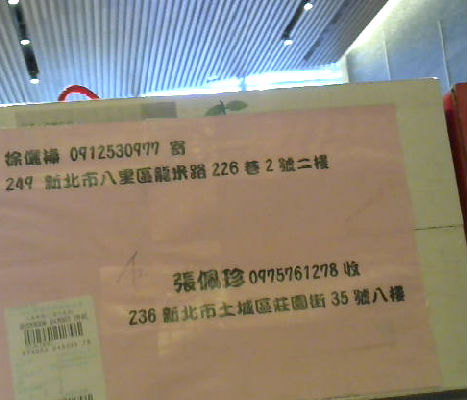 徐匯禎 0912530977 寄
249 新北市八里區龍米路 226 巷 2 號二樓
張佩珍 0975761278 收
236 新北市土城區莊園街 35 號八樓